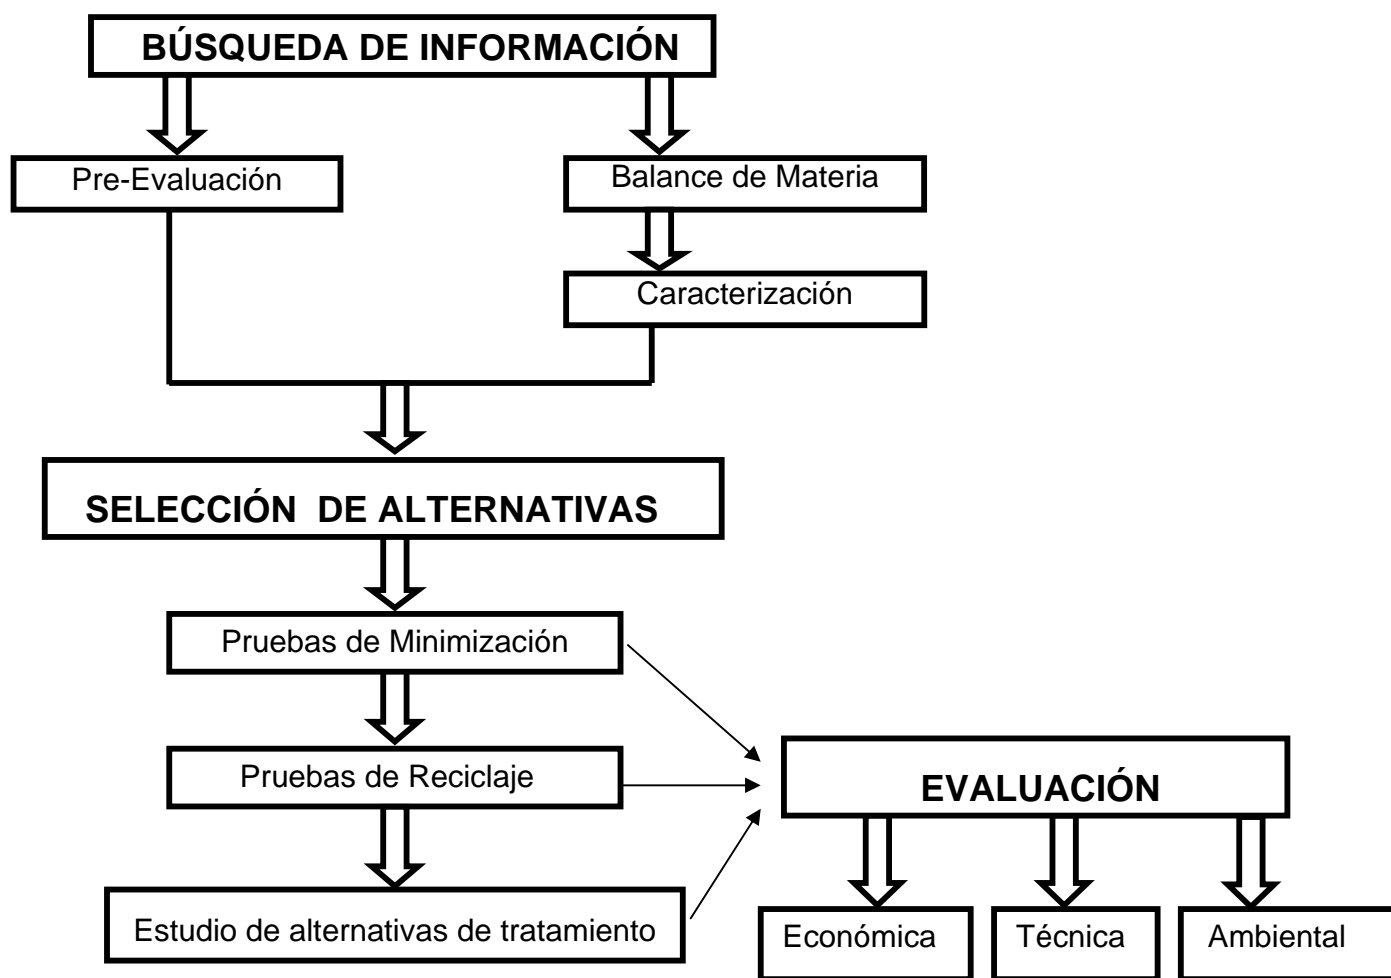 BÚSQUEDA DE INFORMACIÓN
Pre-Evaluación
Balance de Materia
Caracterización
SELECCIÓN DE ALTERNATIVAS
Pruebas de Minimización
Pruebas de Reciclaje
Estudio de alternativas de tratamiento
EVALUACIÓN
Económica
Técnica
Ambiental